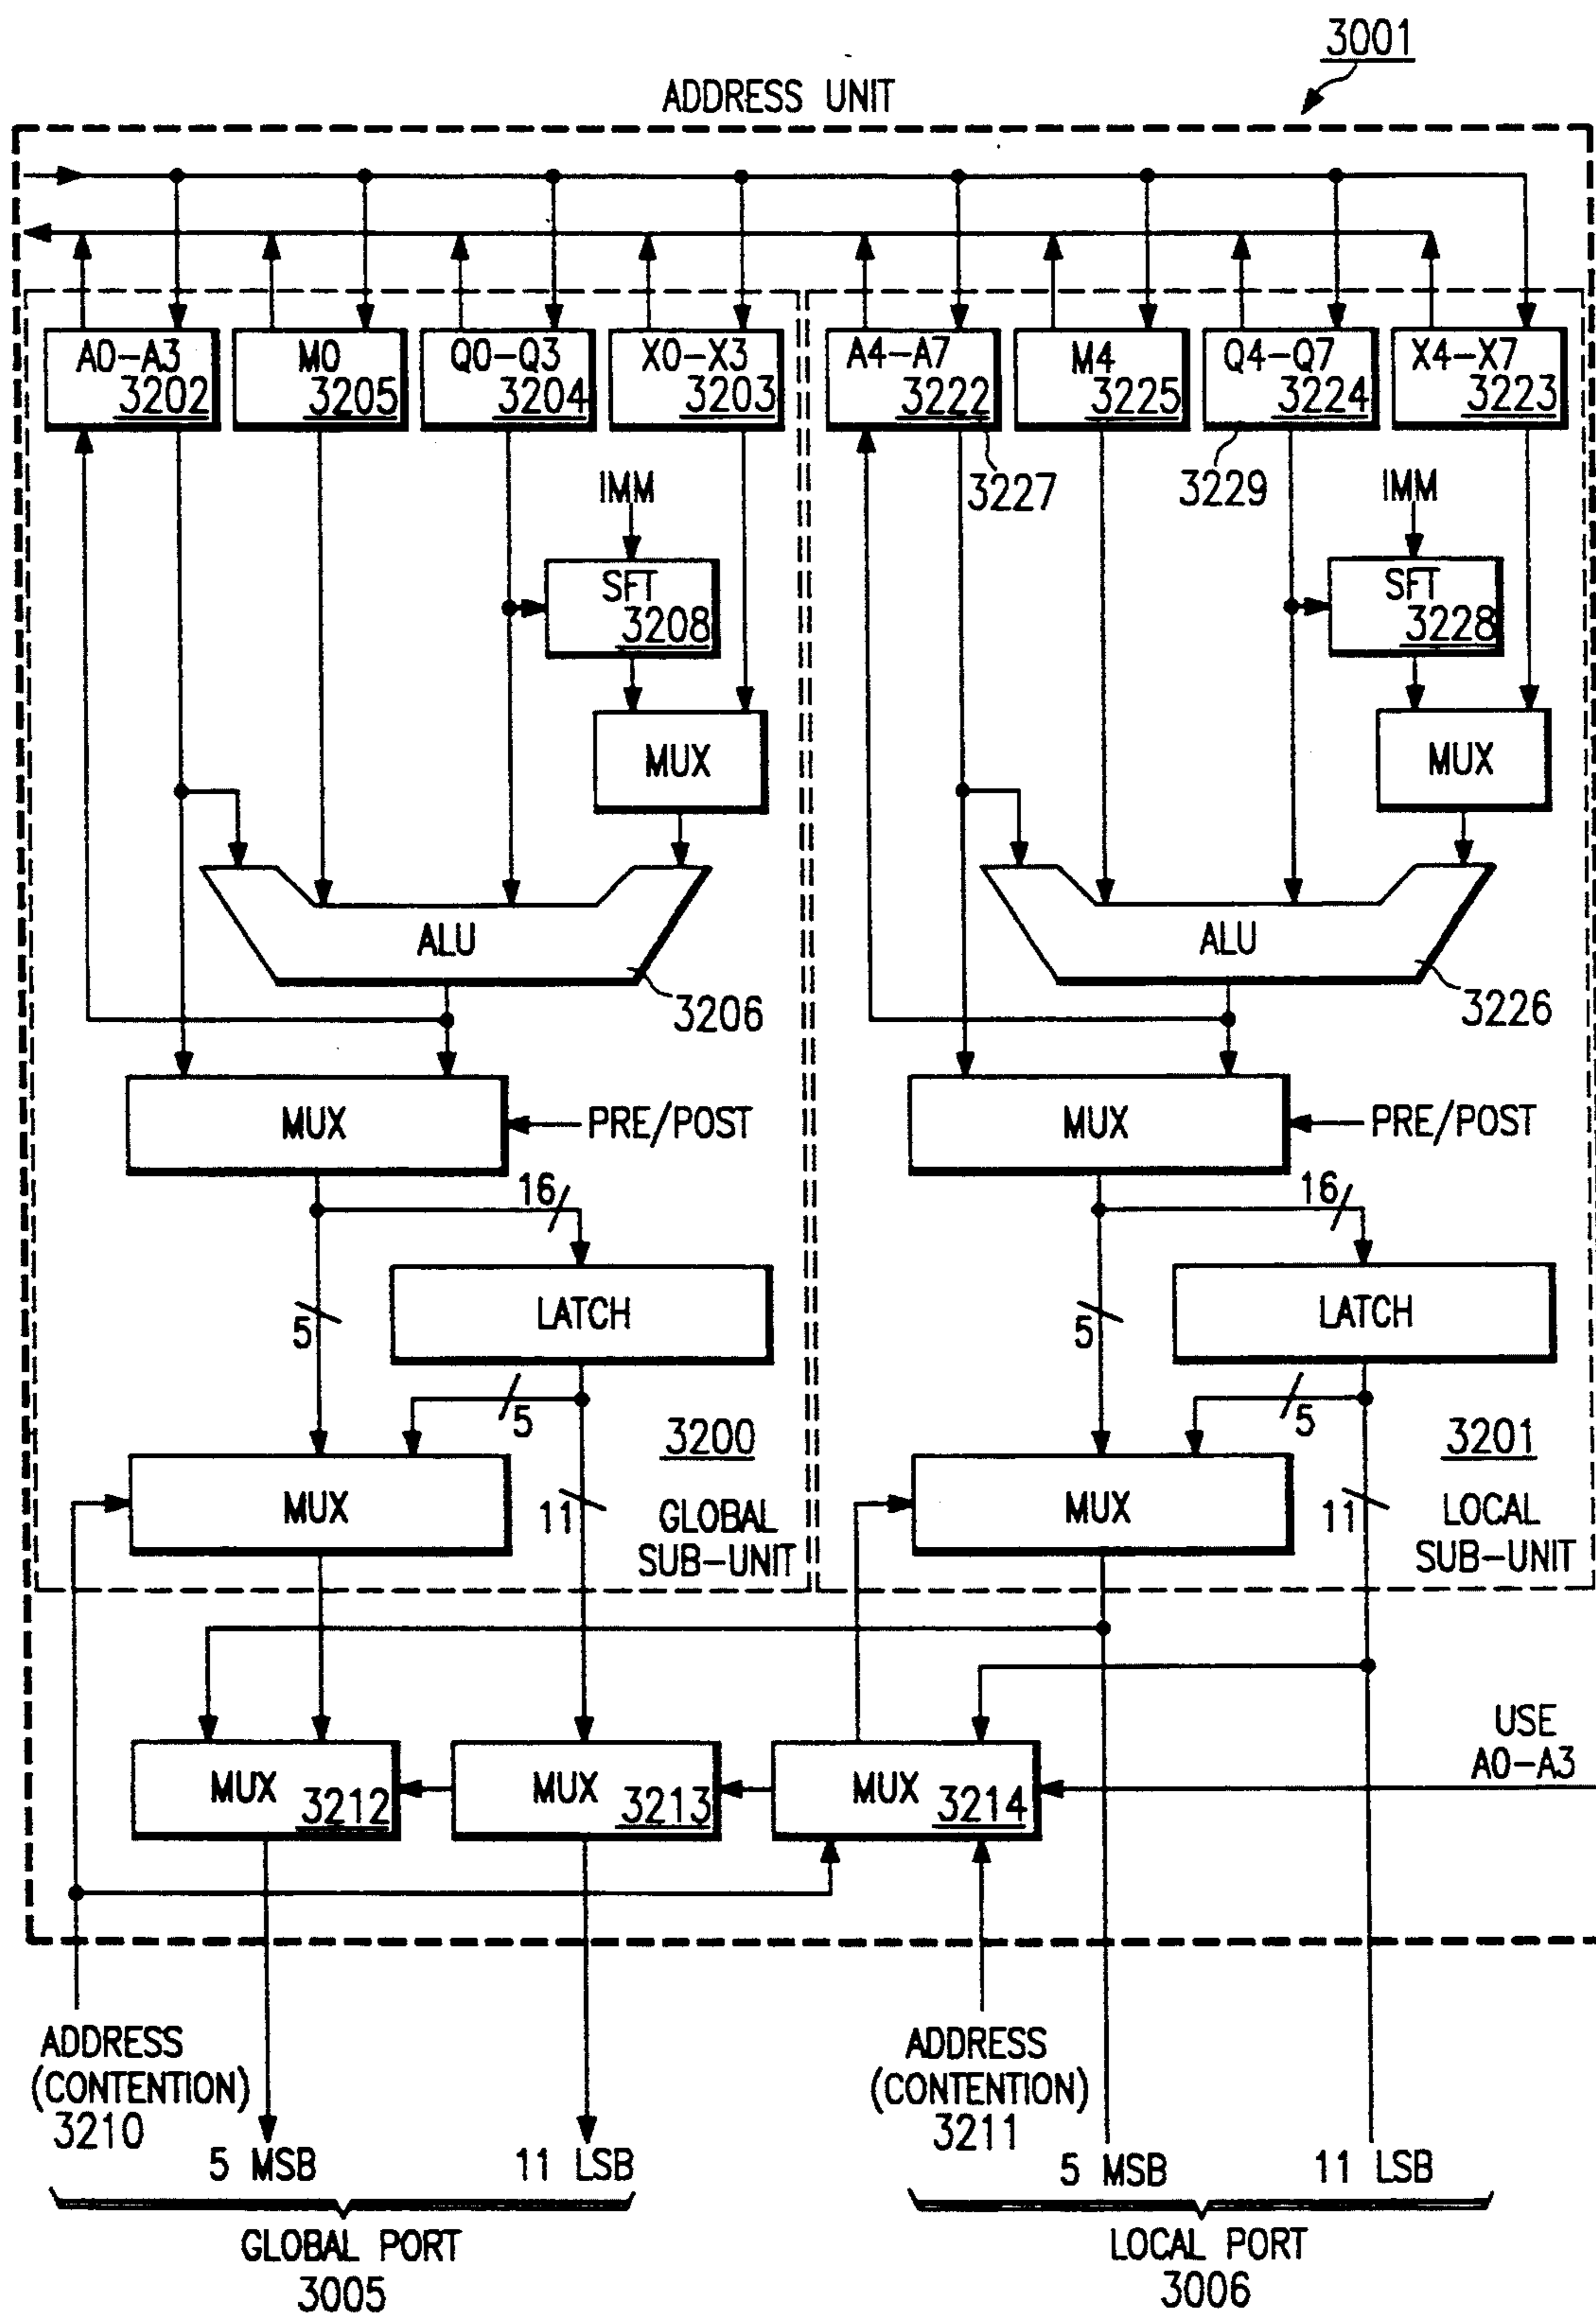 3001
ADDRESS UNIT
A0-A3
3202
M0
3205
Q0-Q3
3204
X0-X3
3203
A4-A7
3222
M4
3225
Q4-Q7
3224
X4-X7
3223
3227
3229
IMM
IMM
SFT
3208
SFT
3228
MUX
MUX
ALU
ALU
3206
3226
MUX
PRE/POST
MUX
PRE/POST
16
16
5
LATCH
5
LATCH
5
5
3200
3201
MUX
11
GLOBAL
SUB-UNIT
MUX
11
LOCAL
SUB-UNIT
USE
A0-A3
MUX
3212
MUX
3213
MUX
3214
ADDRESS
(CONTENTION)
3210
ADDRESS
(CONTENTION)
3211
5 MSB
11 LSB
5 MSB
11 LSB
GLOBAL PORT
3005
LOCAL PORT
3006